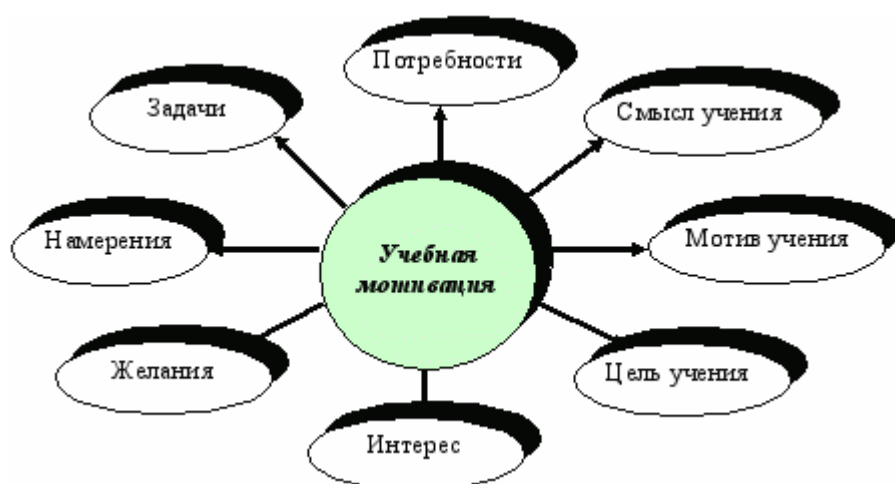 Потребности
Задачи
Смысл учения
Намерения
Учебная
мотивация
Мотив учения
Желания
Цель учения
Интерес